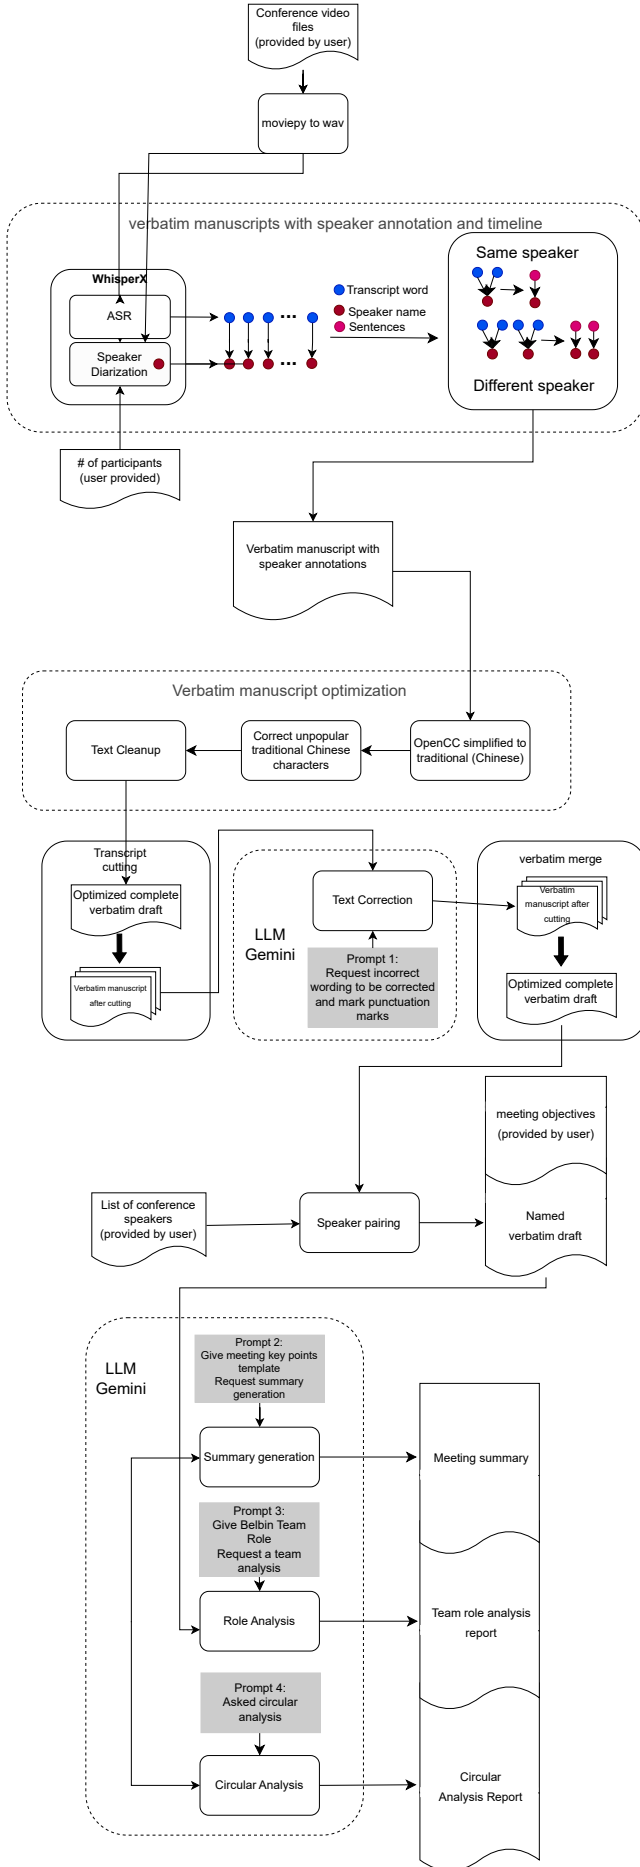 Conference video
files
(provided by user)
moviepy to wav
verbatim manuscripts with speaker annotation and timeline
WhisperX
ASR
Speaker
Diarization
Transcript word
Speaker name
Sentences
Same speaker
Different speaker
# of participants
(user provided)
Verbatim manuscript with
speaker annotations
Verbatim manuscript optimization
Text Cleanup
Correct unpopular
traditional Chinese
characters
OpenCC simplified to
traditional (Chinese)
Transcript
cutting
Optimized complete
verbatim draft
Verbatim manuscript
after cutting
LLM
Gemini
Text Correction
Prompt 1:
Request incorrect
wording to be corrected
and mark punctuation
marks
verbatim merge
Verbatim
manuscript after
cutting
Optimized complete
verbatim draft
meeting objectives
(provided by user)
List of conference
speakers
(provided by user)
Speaker pairing
Named
verbatim draft
LLM
Gemini
Prompt 2:
Give meeting key points
template
Request summary
generation
Summary generation
Meeting summary
Prompt 3:
Give Belbin Team
Role
Request a team
analysis
Role Analysis
Team role analysis
report
Prompt 4:
Asked circular
analysis
Circular Analysis
Circular
Analysis Report